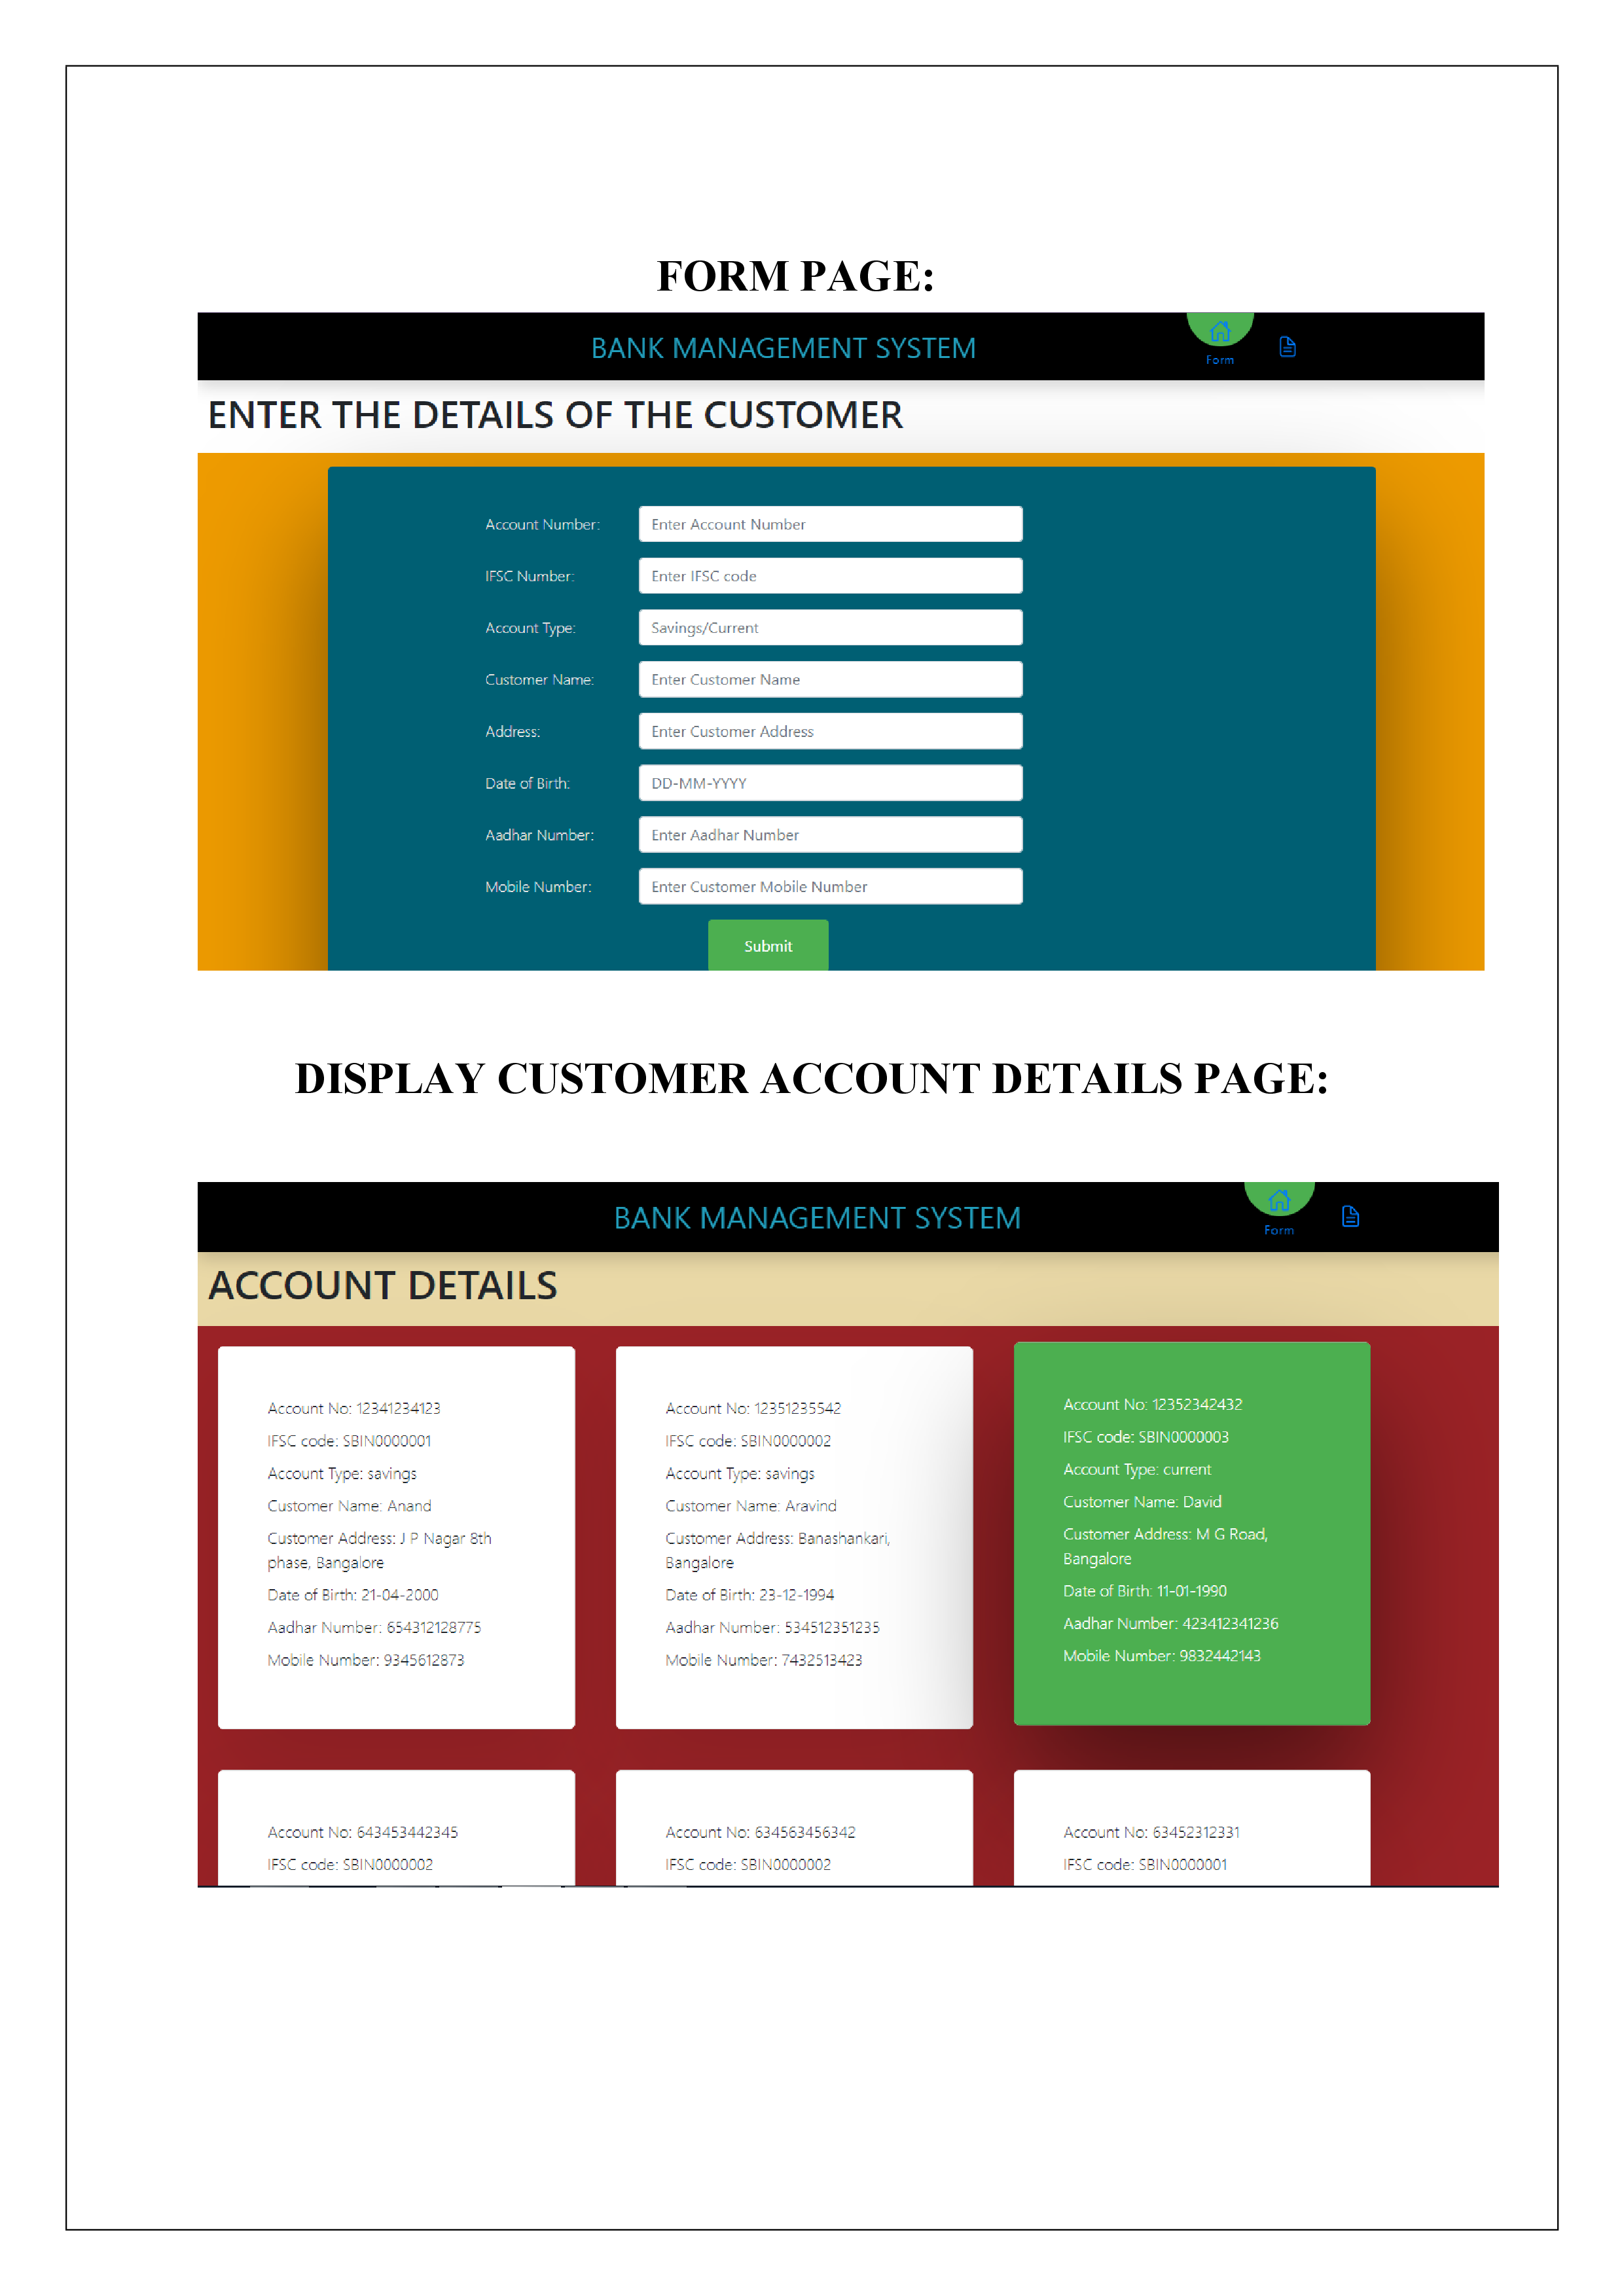 FORM PAGE:
BANK MANAGEMENT SYSTEM
Form
ENTER THE DETAILS OF THE CUSTOMER
Account Number: Enter Account Number
IFSC Number: Enter IFSC code
Account Type: Savings/Current
Customer Name: Enter Customer Name
Address: Enter Customer Address
Date of Birth: DD-MM-YYYY
Aadhar Number: Enter Aadhar Number
Mobile Number: Enter Customer Mobile Number
Submit
DISPLAY CUSTOMER ACCOUNT DETAILS PAGE:
BANK MANAGEMENT SYSTEM
Form
ACCOUNT DETAILS
Account No: 12341234123
IFSC code: SBIN0000001
Account Type: savings
Customer Name: Anand
Customer Address: J P Nagar 8th
phase, Bangalore
Date of Birth: 21-04-2000
Aadhar Number: 654312128775
Mobile Number: 9345612873
Account No: 12351235542
IFSC code: SBIN0000002
Account Type: savings
Customer Name: Aravind
Customer Address: Banashankari,
Bangalore
Date of Birth: 23-12-1994
Aadhar Number: 534512351235
Mobile Number: 7432513423
Account No: 12352342432
IFSC code: SBIN0000003
Account Type: current
Customer Name: David
Customer Address: M G Road,
Bangalore
Date of Birth: 11-01-1990
Aadhar Number: 423412341236
Mobile Number: 9832442143
Account No: 643453442345
IFSC code: SBIN0000002
Account No: 634563456342
IFSC code: SBIN0000002
Account No: 63452312331
IFSC code: SBIN0000001